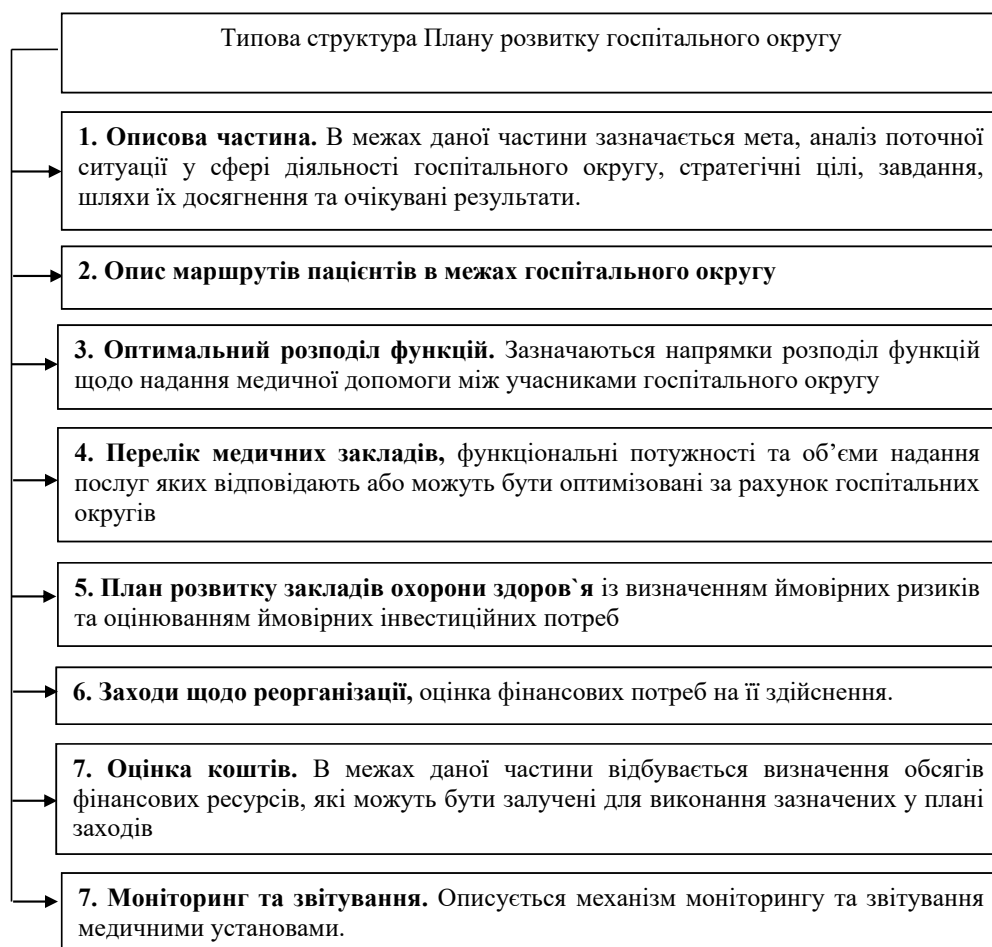 Типова структура Плану розвитку госпітального округу
1. Описова частина. В межах даної частини зазначається мета, аналіз поточної
ситуації у сфері діяльності госпітального округу, стратегічні цілі, завдання,
шляхи їх досягнення та очікувані результати.
2. Опис маршрутів пацієнтів в межах госпітального округу
3. Оптимальний розподіл функцій. Зазначаються напрямки розподіл функцій
щодо надання медичної допомоги між учасниками госпітального округу
4. Перелік медичних закладів, функціональні потужності та об’єми надання
послуг яких відповідають або можуть бути оптимізовані за рахунок госпітальних
округів
5. План розвитку закладів охорони здоров`я із визначенням ймовірних ризиків
та оцінюванням ймовірних інвестиційних потреб
6. Заходи щодо реорганізації, оцінка фінансових потреб на її здійснення.
7. Оцінка коштів. В межах даної частини відбувається визначення обсягів
фінансових ресурсів, які можуть бути залучені для виконання зазначених у плані
заходів
7. Моніторинг та звітування. Описується механізм моніторингу та звітування
медичними установами.